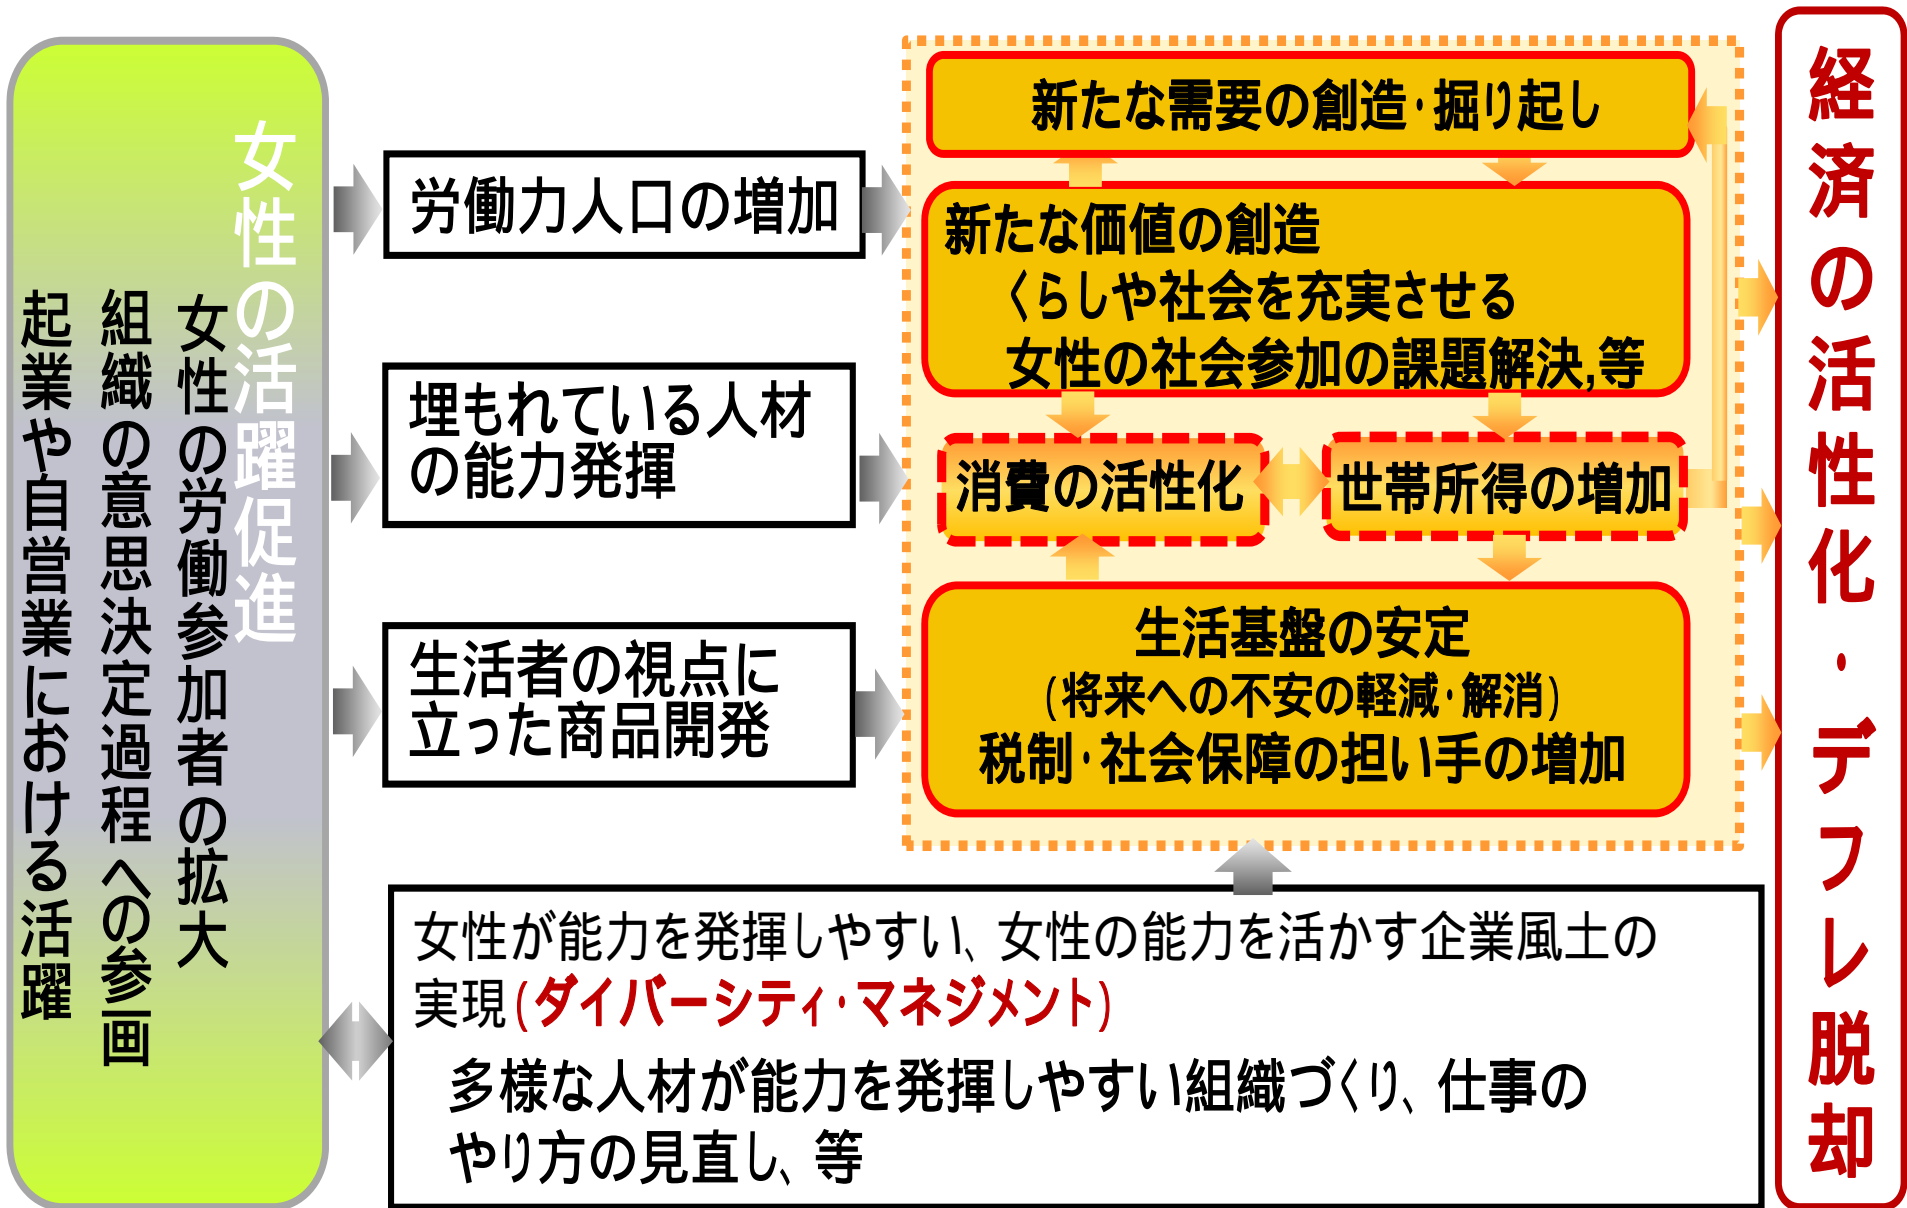 女性の活躍促進
女性の労働参加者の拡大
組織の意思決定過程への参画
起業や自営業における活躍
労働力人口の増加
埋もれている人材
の能力発揮
生活者の視点に
立った商品開発
新たな需要の創造・掘り起し
新たな価値の創造
くらしや社会を充実させる
女性の社会参加の課題解決,等
消費の活性化
世帯所得の増加
生活基盤の安定
(将来への不安の軽減・解消)
税制・社会保障の担い手の増加
女性が能力を発揮しやすい、女性の能力を活かす企業風土の
実現(ダイバーシティ・マネジメント)
多様な人材が能力を発揮しやすい組織づくり、仕事の
やり方の見直し、等
経済の活性化・デフレ脱却